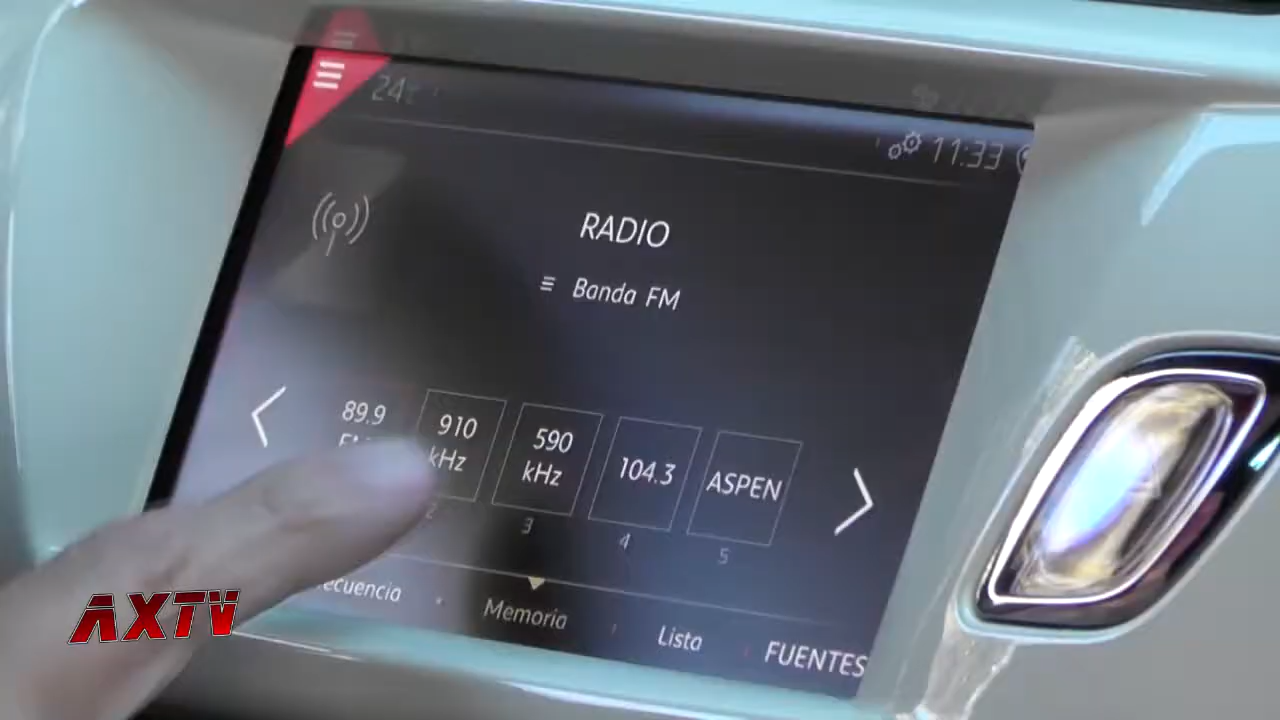 24
11:33
RADIO
Banda FM
89.9
910
kHz
590
kHz
104.3
ASPEN
2
3
4
5
Memoria
Lista
FUENTES
AXTV